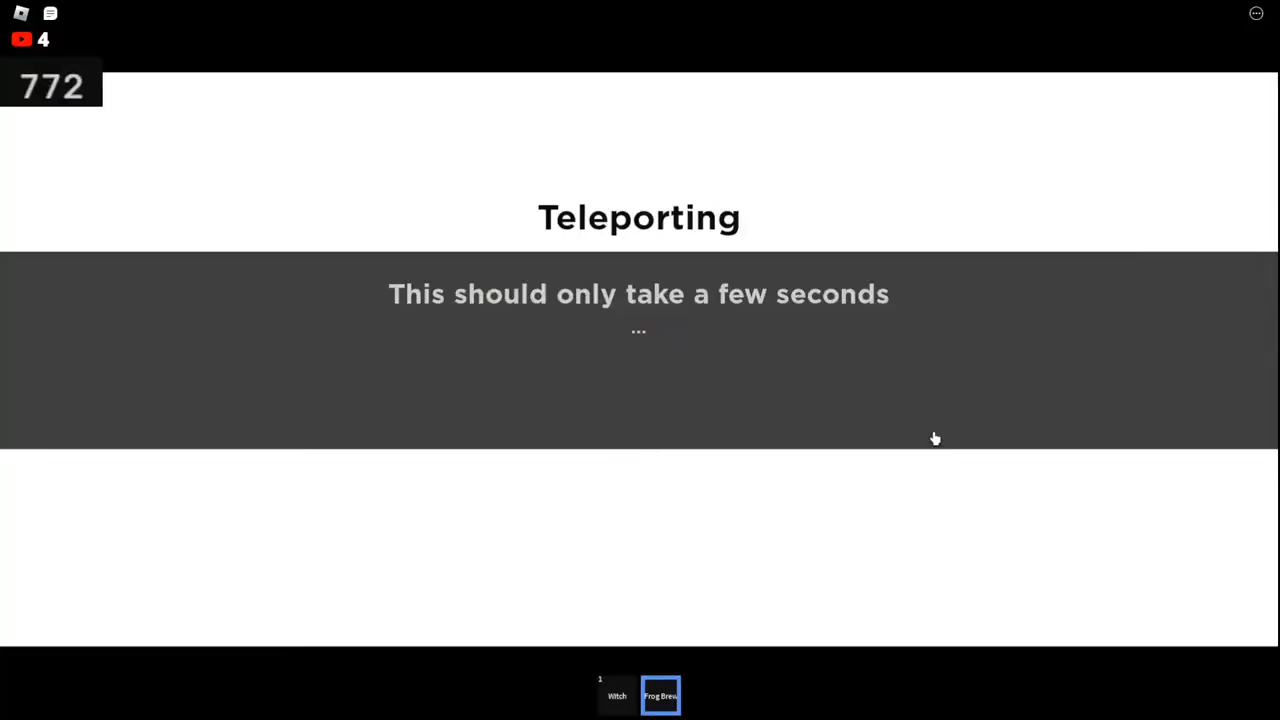 4
772
Teleporting
This should only take a few seconds
...
1
Witch
Frog Brew